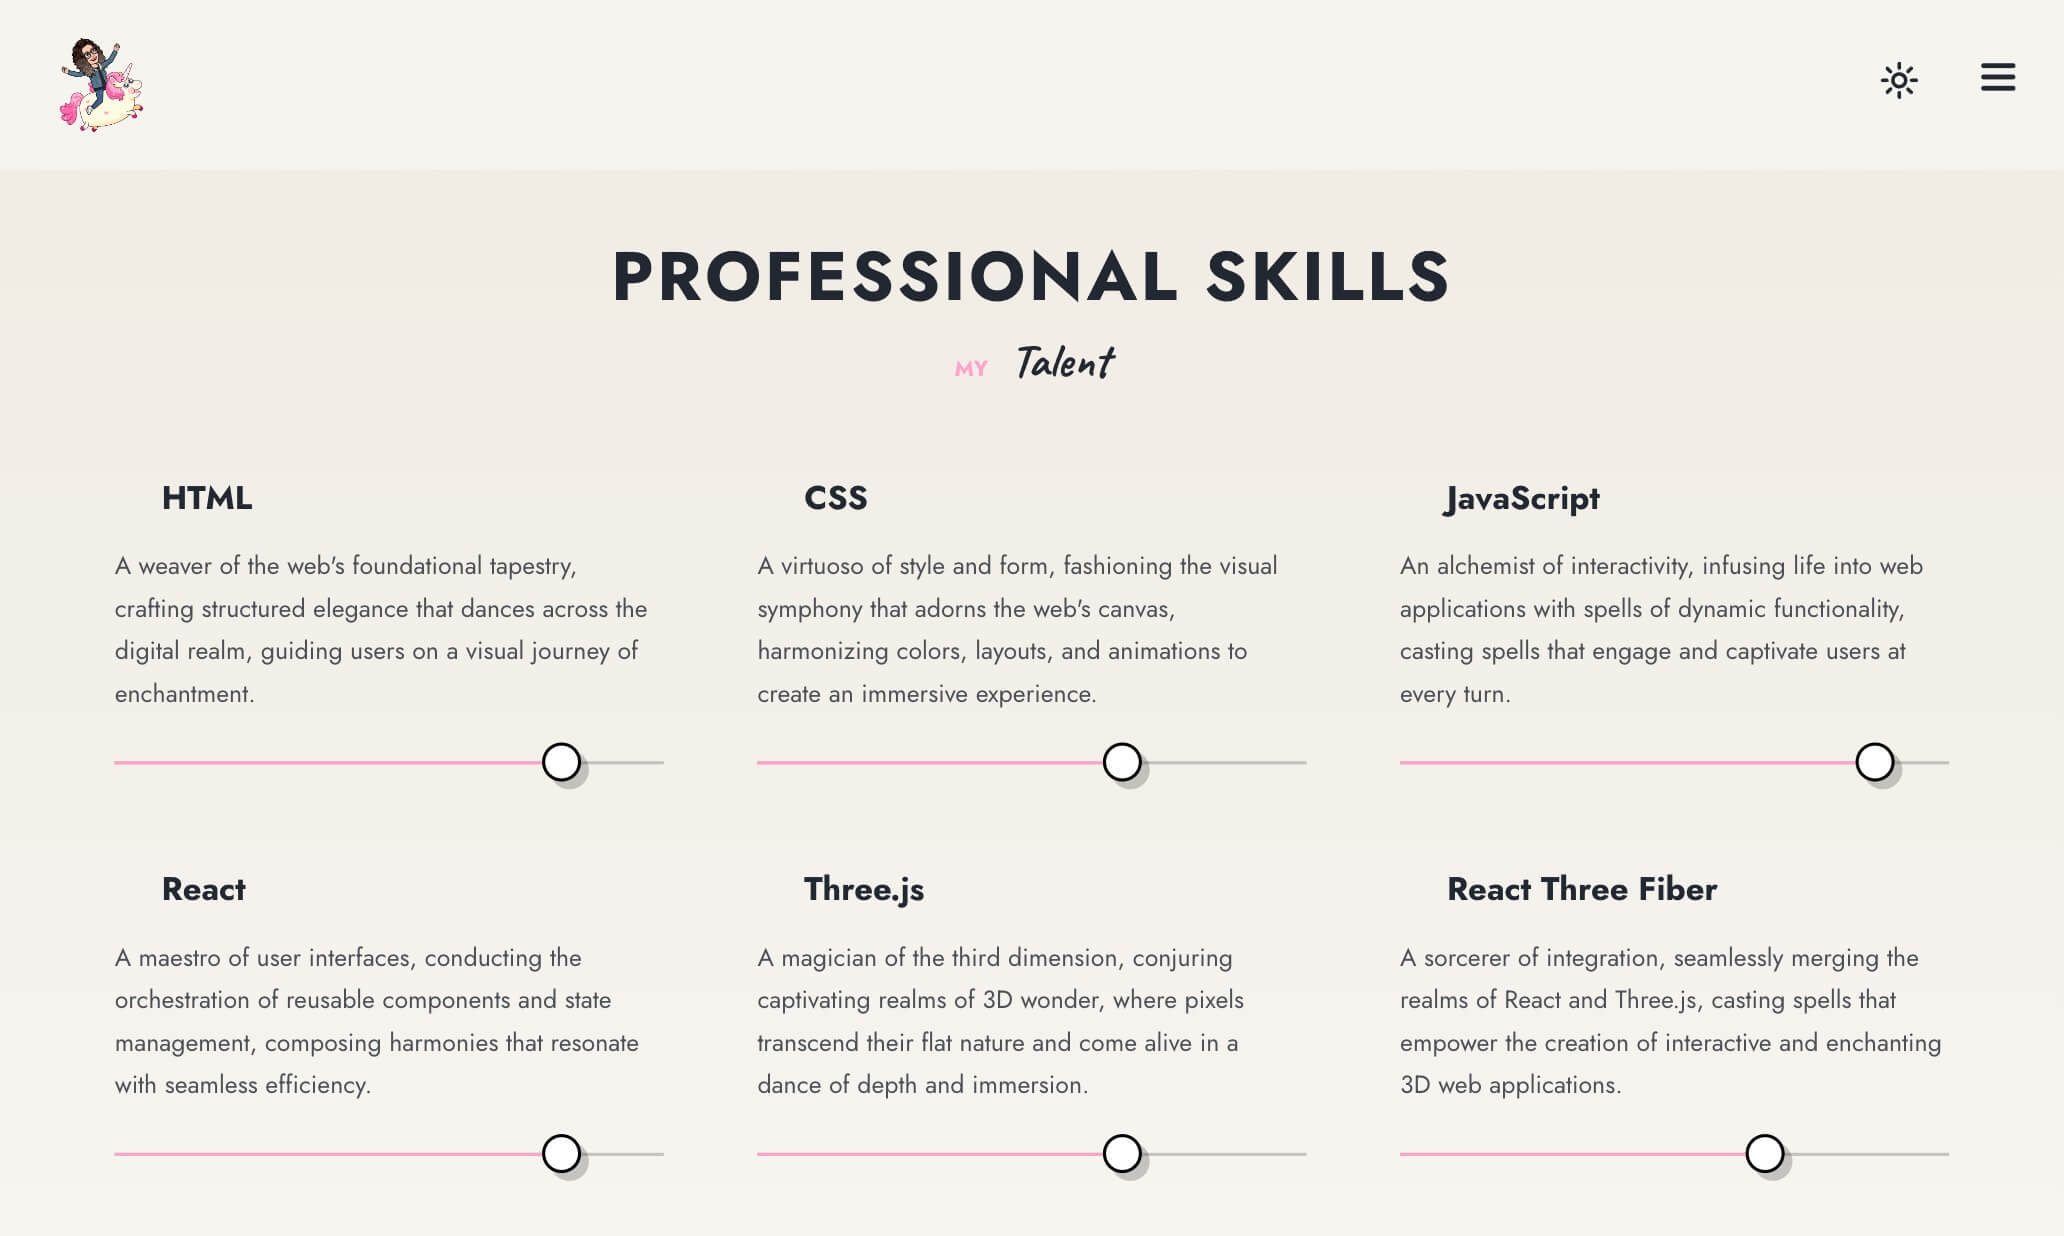 PROFESSIONAL SKILLS
MY Talent
HTML
A weaver of the web's foundational tapestry,
crafting structured elegance that dances across the
digital realm, guiding users on a visual journey of
enchantment.
CSS
A virtuoso of style and form, fashioning the visual
symphony that adorns the web's canvas,
harmonizing colors, layouts, and animations to
create an immersive experience.
JavaScript
An alchemist of interactivity, infusing life into web
applications with spells of dynamic functionality,
casting spells that engage and captivate users at
every turn.
React
A maestro of user interfaces, conducting the
orchestration of reusable components and state
management, composing harmonies that resonate
with seamless efficiency.
Three.js
A magician of the third dimension, conjuring
captivating realms of 3D wonder, where pixels
transcend their flat nature and come alive in a
dance of depth and immersion.
React Three Fiber
A sorcerer of integration, seamlessly merging the
realms of React and Three.js, casting spells that
empower the creation of interactive and enchanting
3D web applications.